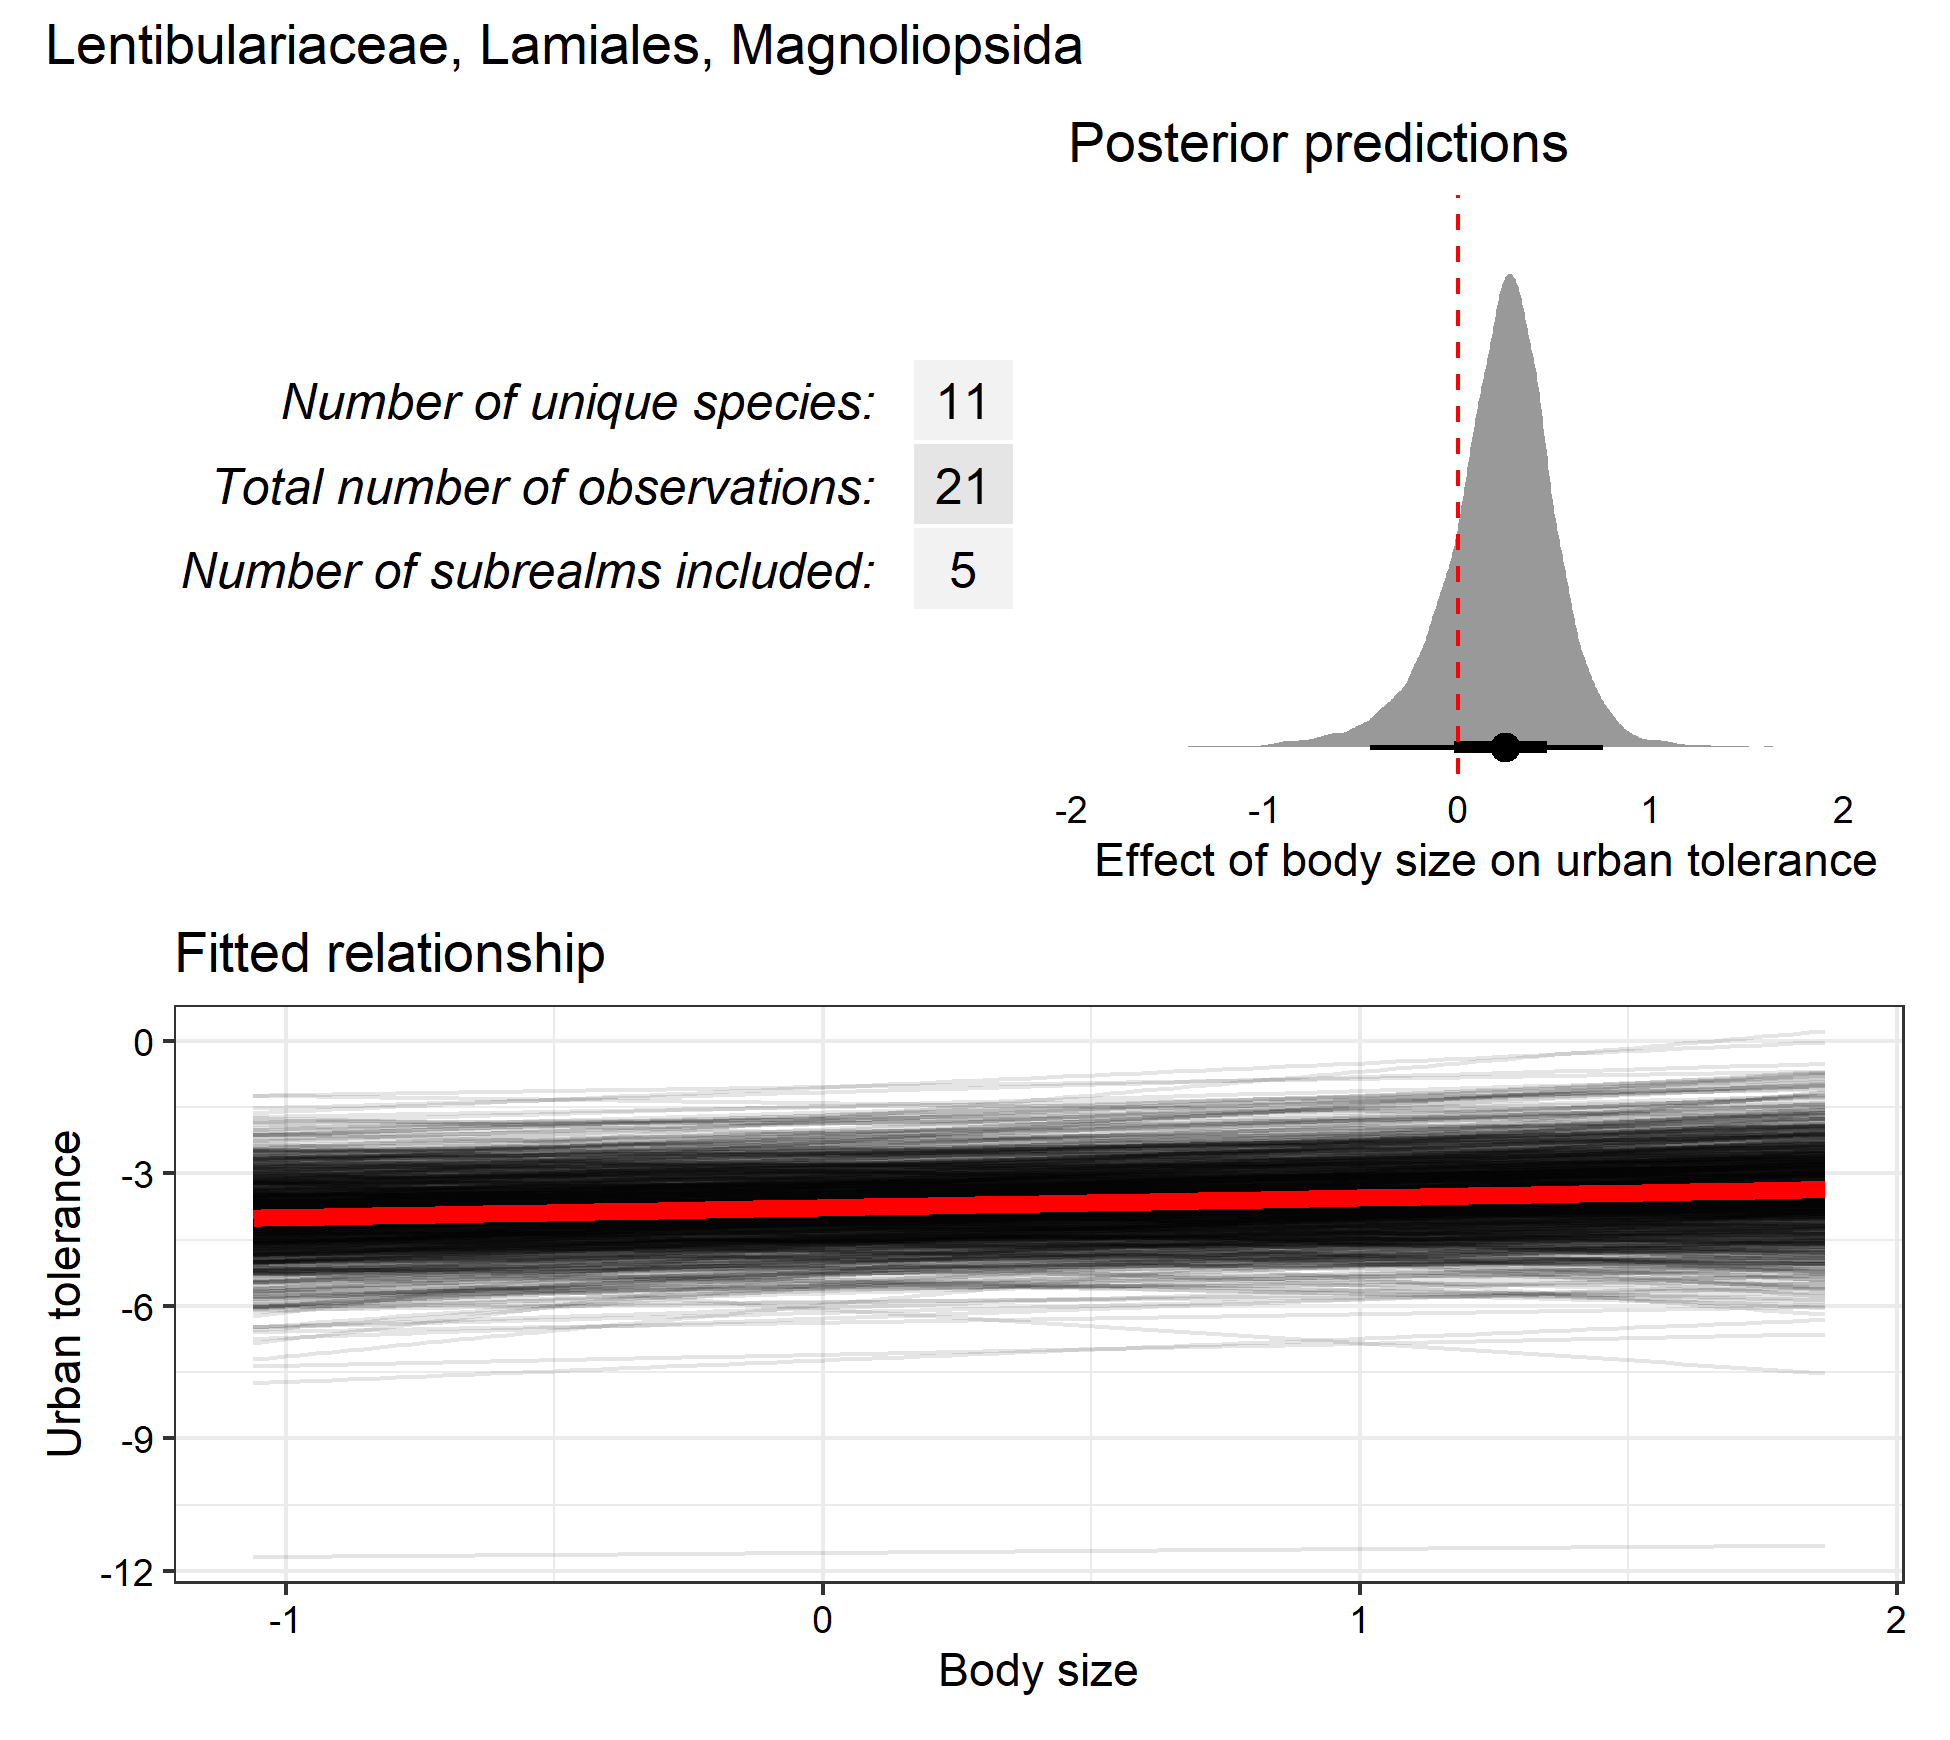 Lentibulariaceae, Lamiales, Magnoliopsida
Posterior predictions
Number of unique species: 11
Total number of observations: 21
Number of subrealms included: 5
-2 -1 0 1 2
Effect of body size on urban tolerance
Fitted relationship
Urban tolerance
0
-3
-6
-9
-12
-1 0 1 2
Body size